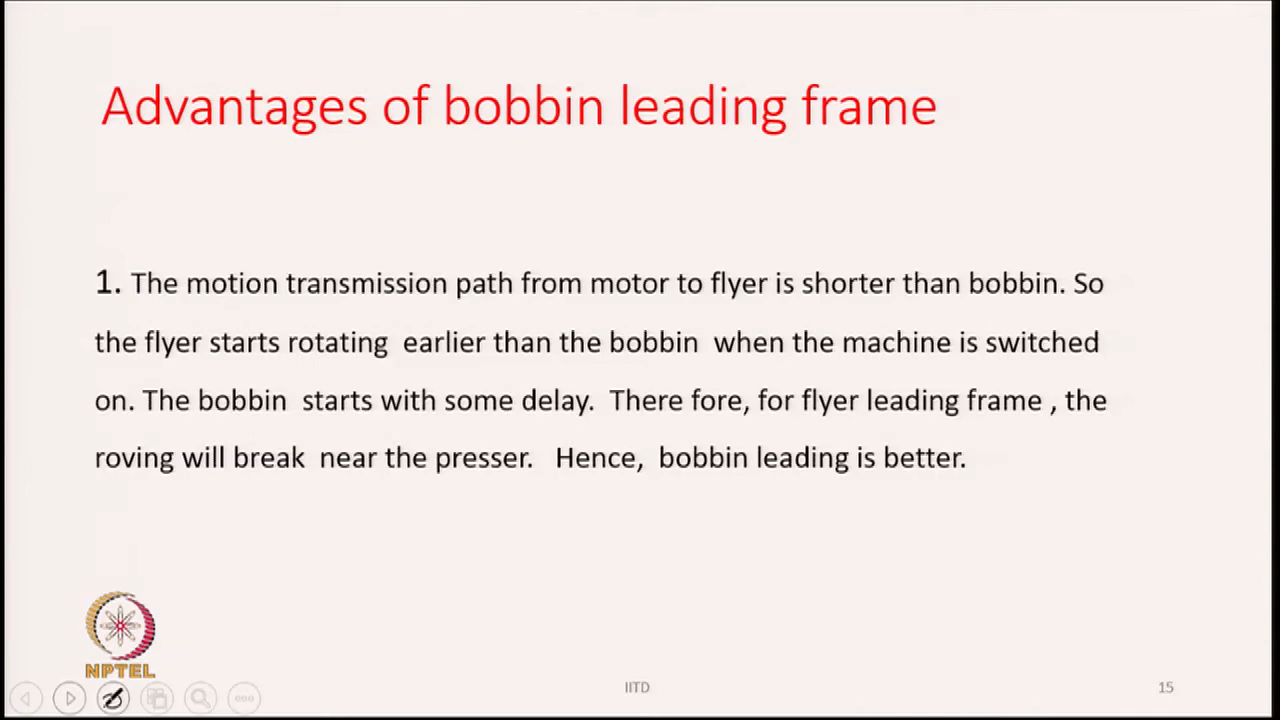 Advantages of bobbin leading frame
1. The motion transmission path from motor to flyer is shorter than bobbin. So
the flyer starts rotating earlier than the bobbin when the machine is switched
on. The bobbin starts with some delay. There fore, for flyer leading frame , the
roving will break near the presser. Hence, bobbin leading is better.
NPTEL
IITD
15